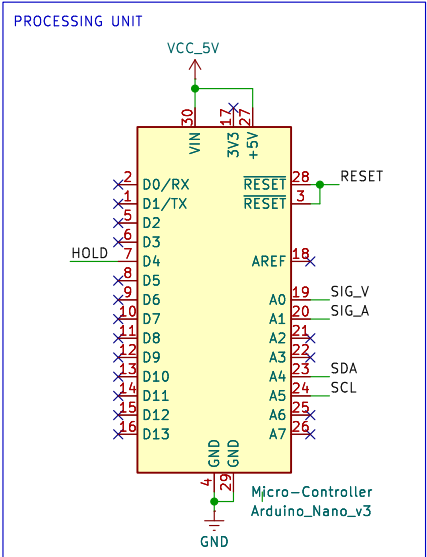 PROCESSING UNIT
VCC_5V
30 17 27
VIN 3V3 +5V
2 D0/RX RESET 28 RESET
1 D1/TX RESET 3
5 D2
6 D3
HOLD 7 D4 AREF 18
8 D5
9 D6 A0 19 SIG_V
10 D7 A1 20 SIG_A
11 D8 A2 21
12 D9 A3 22
13 D10 A4 23 SDA
14 D11 A5 24 SCL
15 D12 A6 25
16 D13 A7 26
GND GND
4 29
Micro-Controller
Arduino_Nano_v3
GND